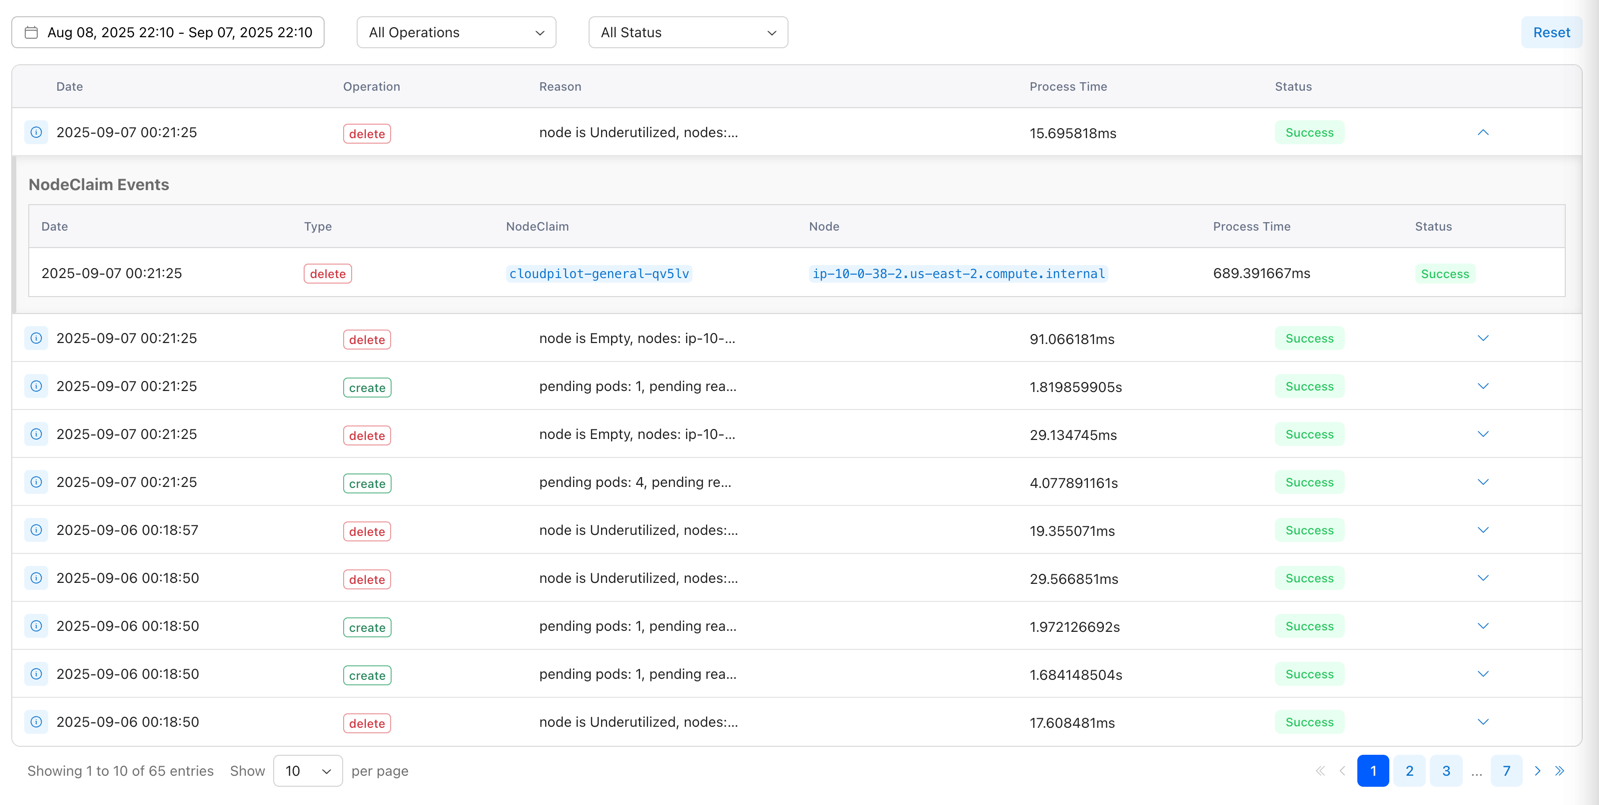 Aug 08, 2025 22:10 - Sep 07, 2025 22:10 All Operations All Status Reset
Date Operation Reason Process Time Status
2025-09-07 00:21:25 delete node is Underutilized, nodes:... 15.695818ms Success
NodeClaim Events
Date Type NodeClaim Node Process Time Status
2025-09-07 00:21:25 delete cloudpilot-general-qv5lv ip-10-0-38-2.us-east-2.compute.internal 689.391667ms Success
2025-09-07 00:21:25 delete node is Empty, nodes: ip-10-... 91.066181ms Success
2025-09-07 00:21:25 create pending pods: 1, pending rea... 1.819859905s Success
2025-09-07 00:21:25 delete node is Empty, nodes: ip-10-... 29.134745ms Success
2025-09-07 00:21:25 create pending pods: 4, pending re... 4.077891161s Success
2025-09-06 00:18:57 delete node is Underutilized, nodes:... 19.355071ms Success
2025-09-06 00:18:50 delete node is Underutilized, nodes:... 29.566851ms Success
2025-09-06 00:18:50 create pending pods: 1, pending rea... 1.972126692s Success
2025-09-06 00:18:50 create pending pods: 1, pending rea... 1.684148504s Success
2025-09-06 00:18:50 delete node is Underutilized, nodes:... 17.608481ms Success
Showing 1 to 10 of 65 entries Show 10 per page « ‹ 1 2 3 ... 7 › »